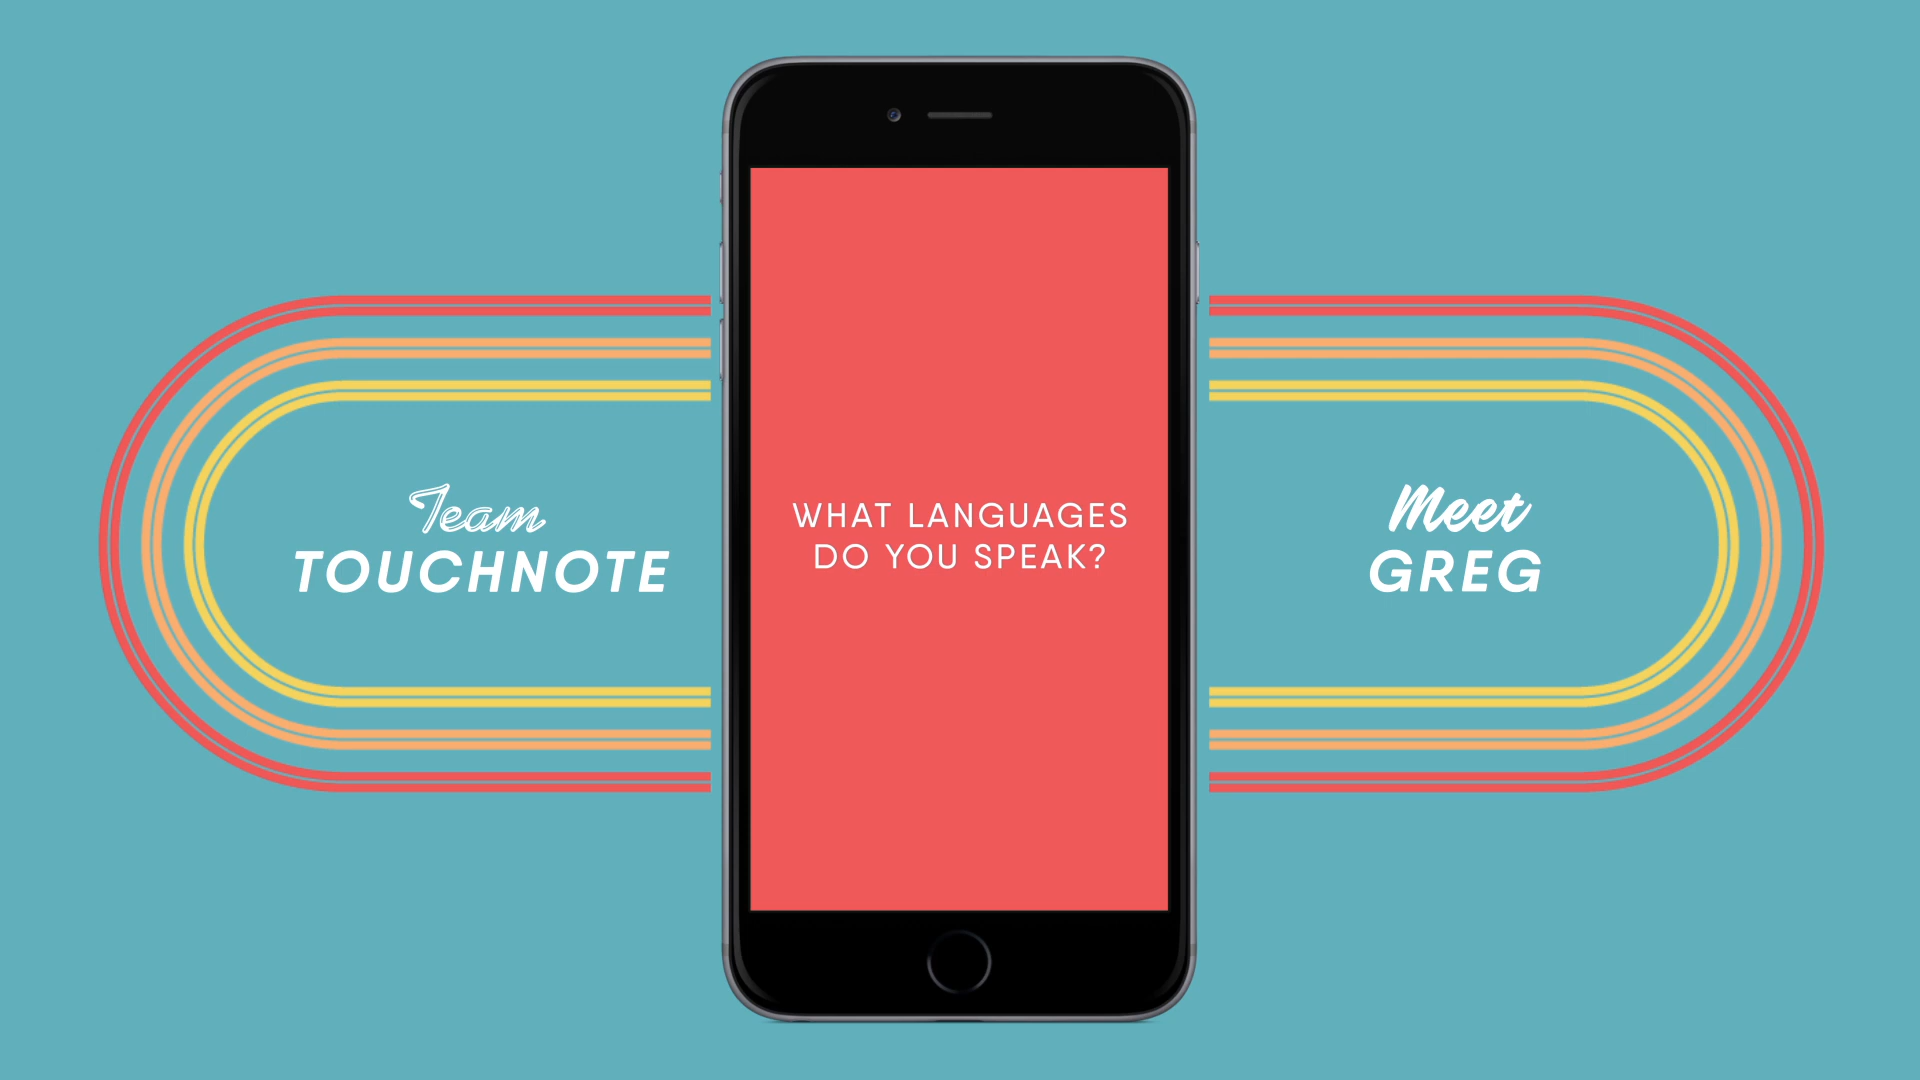 Team
TOUCHNOTE
WHAT LANGUAGES
DO YOU SPEAK?
Meet
GREG